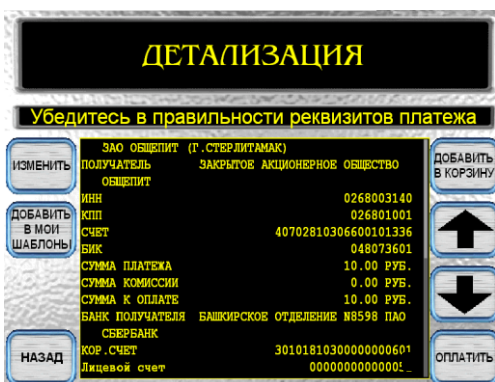 ДЕТАЛИЗАЦИЯ
Убедитесь в правильности реквизитов платежа
ИЗМЕНИТЬ
ДОБАВИТЬ
В МОИ
ШАБЛОНЫ
НАЗАД
ЗАО ОБЩЕПИТ (Г.СТЕРЛИТАМАК)
ПОЛУЧАТЕЛЬ ЗАКРЫТОЕ АКЦИОНЕРНОЕ ОБЩЕСТВО
ОБЩЕПИТ
ИНН 0268003140
КПП 026801001
СЧЕТ 40702810306600101336
БИК 048073601
СУММА ПЛАТЕЖА 10.00 РУБ.
СУММА КОМИССИИ 0.00 РУБ.
СУММА К ОПЛАТЕ 10.00 РУБ.
БАНК ПОЛУЧАТЕЛЯ БАШКИРСКОЕ ОТДЕЛЕНИЕ N8598 ПАО
СБЕРБАНК
КОР.СЧЕТ 30101810300000000601
Лицевой счет
ДОБАВИТЬ
В КОРЗИНУ
ОПЛАТИТЬ